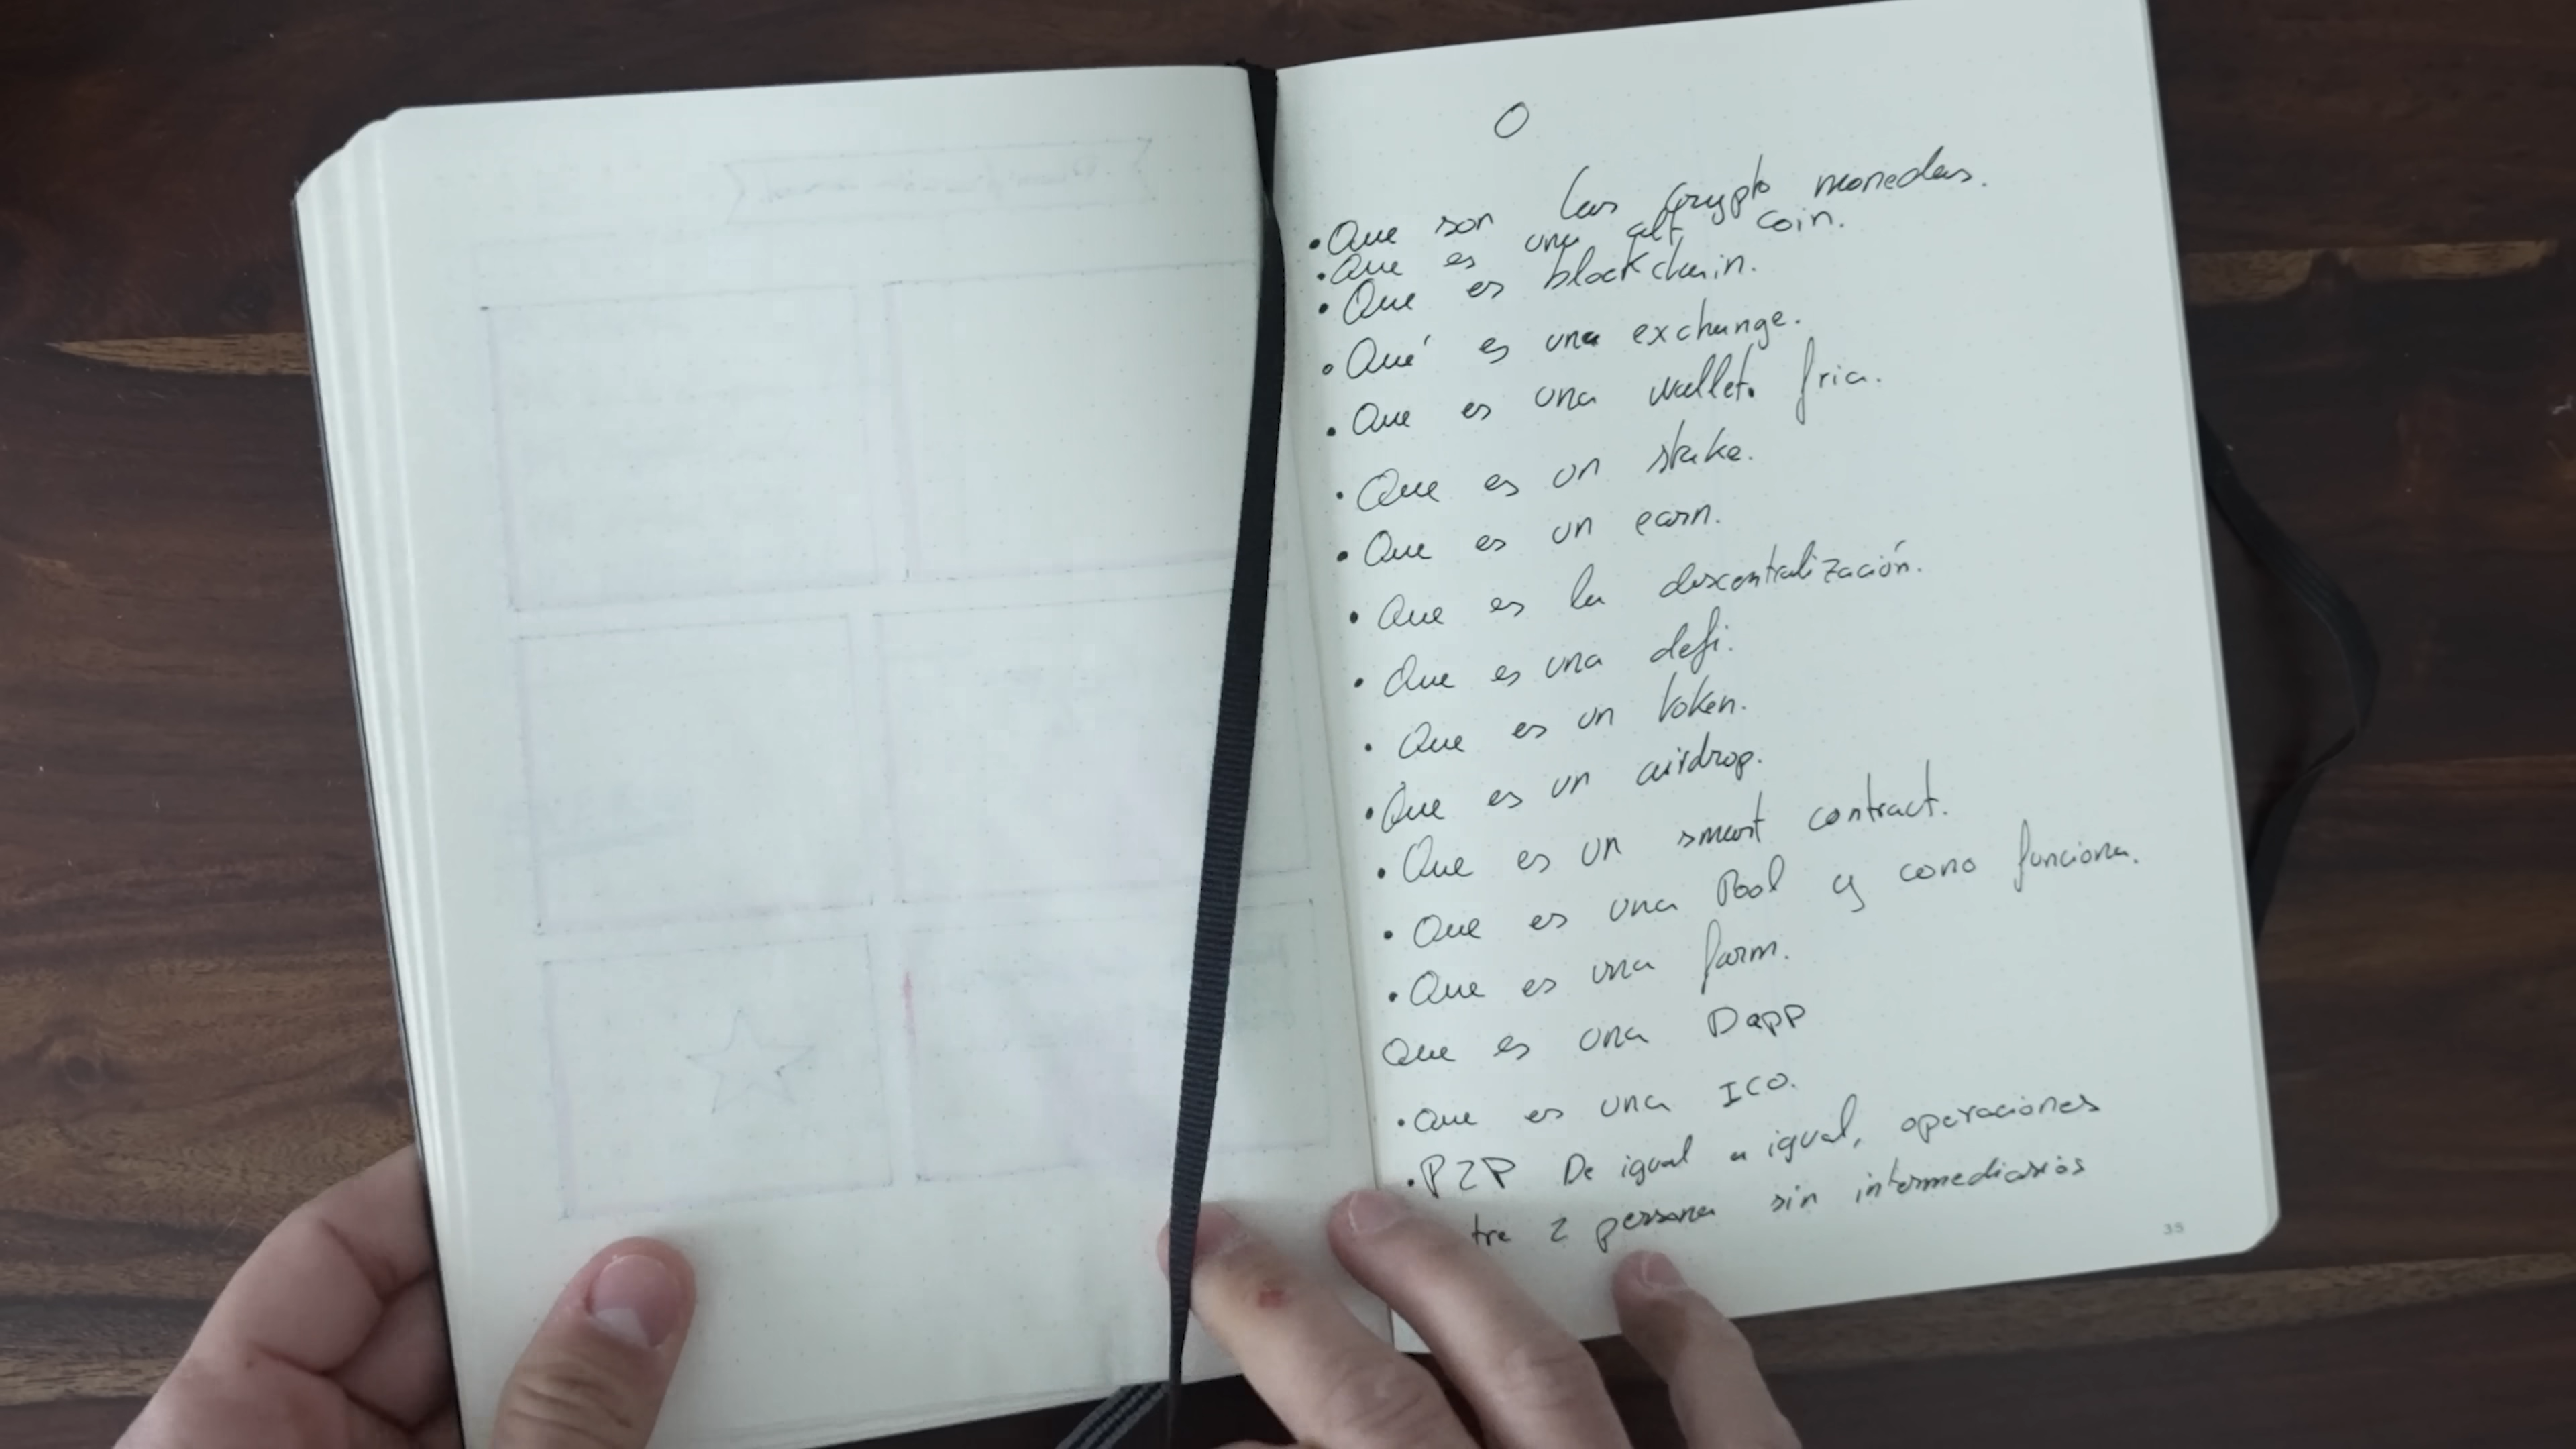 O
• Que son las Crypto monedas.
• Que es una alt coin.
• Que es blockchain.
• Qué es una exchange.
• Que es una wallet. fria.
• Que es un stake.
• Que es un earn.
• Que es la descentralización.
• Que es una defi.
• Que es un token.
• Que es un airdrop.
• Que es un smart contract.
• Que es una Pool y como funciona.
• Que es una farm.
Que es una Dapp
• Que es una ICO.
• P2P De igual a igual, operaciones
tre 2 persona sin intermediarios
35